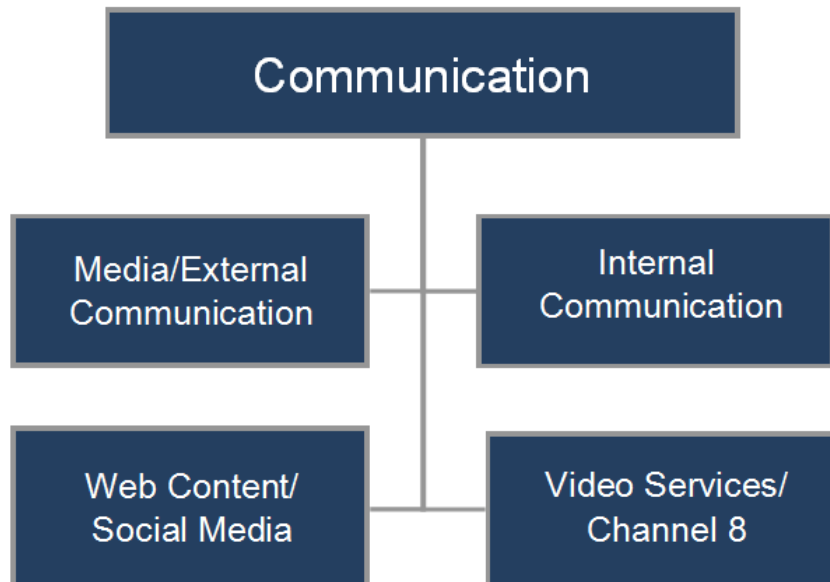 Communication
Media/External
Communication
Internal
Communication
Web Content/
Social Media
Video Services/
Channel 8